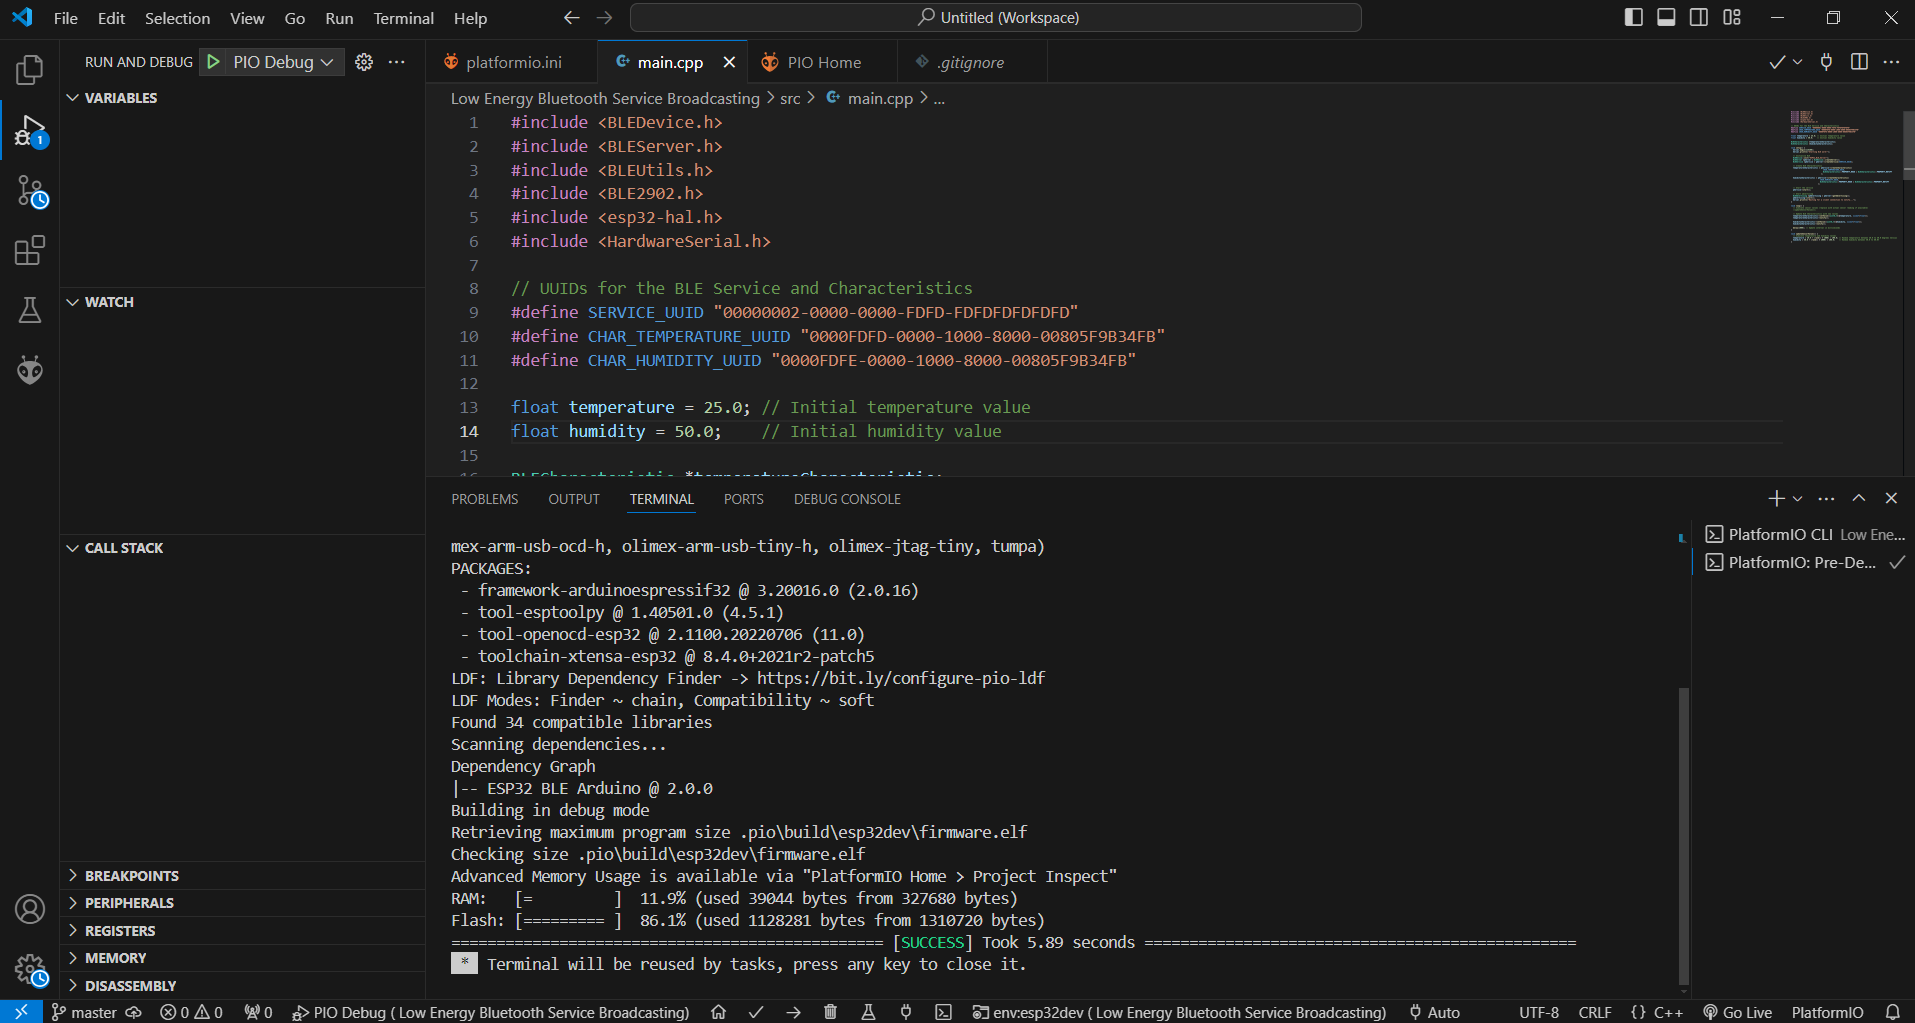 File Edit Selection View Go Run Terminal Help
Untitled (Workspace)
RUN AND DEBUG PIO Debug
platformio.ini main.cpp PIO Home .gitignore
VARIABLES
Low Energy Bluetooth Service Broadcasting > src > main.cpp > ...
1 #include <BLEDevice.h>
2 #include <BLEServer.h>
3 #include <BLEUtils.h>
4 #include <BLE2902.h>
5 #include <esp32-hal.h>
6 #include <HardwareSerial.h>
7
8 // UUIDs for the BLE Service and Characteristics
9 #define SERVICE_UUID "00000002-0000-0000-FDFD-FDFDFDFDFDFD"
10 #define CHAR_TEMPERATURE_UUID "0000FDFD-0000-1000-8000-00805F9B34FB"
11 #define CHAR_HUMIDITY_UUID "0000FDFE-0000-1000-8000-00805F9B34FB"
12
13 float temperature = 25.0; // Initial temperature value
14 float humidity = 50.0;    // Initial humidity value
15
16 BLECharacteristic *temperatureCharacteristic;
1
WATCH
CALL STACK
BREAKPOINTS
PERIPHERALS
REGISTERS
MEMORY
DISASSEMBLY
PROBLEMS OUTPUT TERMINAL PORTS DEBUG CONSOLE
PlatformIO CLI Low Ene...
PlatformIO: Pre-De...
mex-arm-usb-ocd-h, olimex-arm-usb-tiny-h, olimex-jtag-tiny, tumpa)
PACKAGES:
- framework-arduinoespressif32 @ 3.20016.0 (2.0.16)
- tool-esptoolpy @ 1.40501.0 (4.5.1)
- tool-openocd-esp32 @ 2.1100.20220706 (11.0)
- toolchain-xtensa-esp32 @ 8.4.0+2021r2-patch5
LDF: Library Dependency Finder -> https://bit.ly/configure-pio-ldf
LDF Modes: Finder ~ chain, Compatibility ~ soft
Found 34 compatible libraries
Scanning dependencies...
Dependency Graph
|-- ESP32 BLE Arduino @ 2.0.0
Building in debug mode
Retrieving maximum program size .pio\build\esp32dev\firmware.elf
Checking size .pio\build\esp32dev\firmware.elf
Advanced Memory Usage is available via "PlatformIO Home > Project Inspect"
RAM:   [=         ]  11.9% (used 39044 bytes from 327680 bytes)
Flash: [========= ]  86.1% (used 1128281 bytes from 1310720 bytes)
================================================ [SUCCESS] Took 5.89 seconds ================================================
* Terminal will be reused by tasks, press any key to close it.
master 0 0 0 PIO Debug ( Low Energy Bluetooth Service Broadcasting) env:esp32dev ( Low Energy Bluetooth Service Broadcasting) Auto UTF-8 CRLF {} C++ Go Live PlatformIO